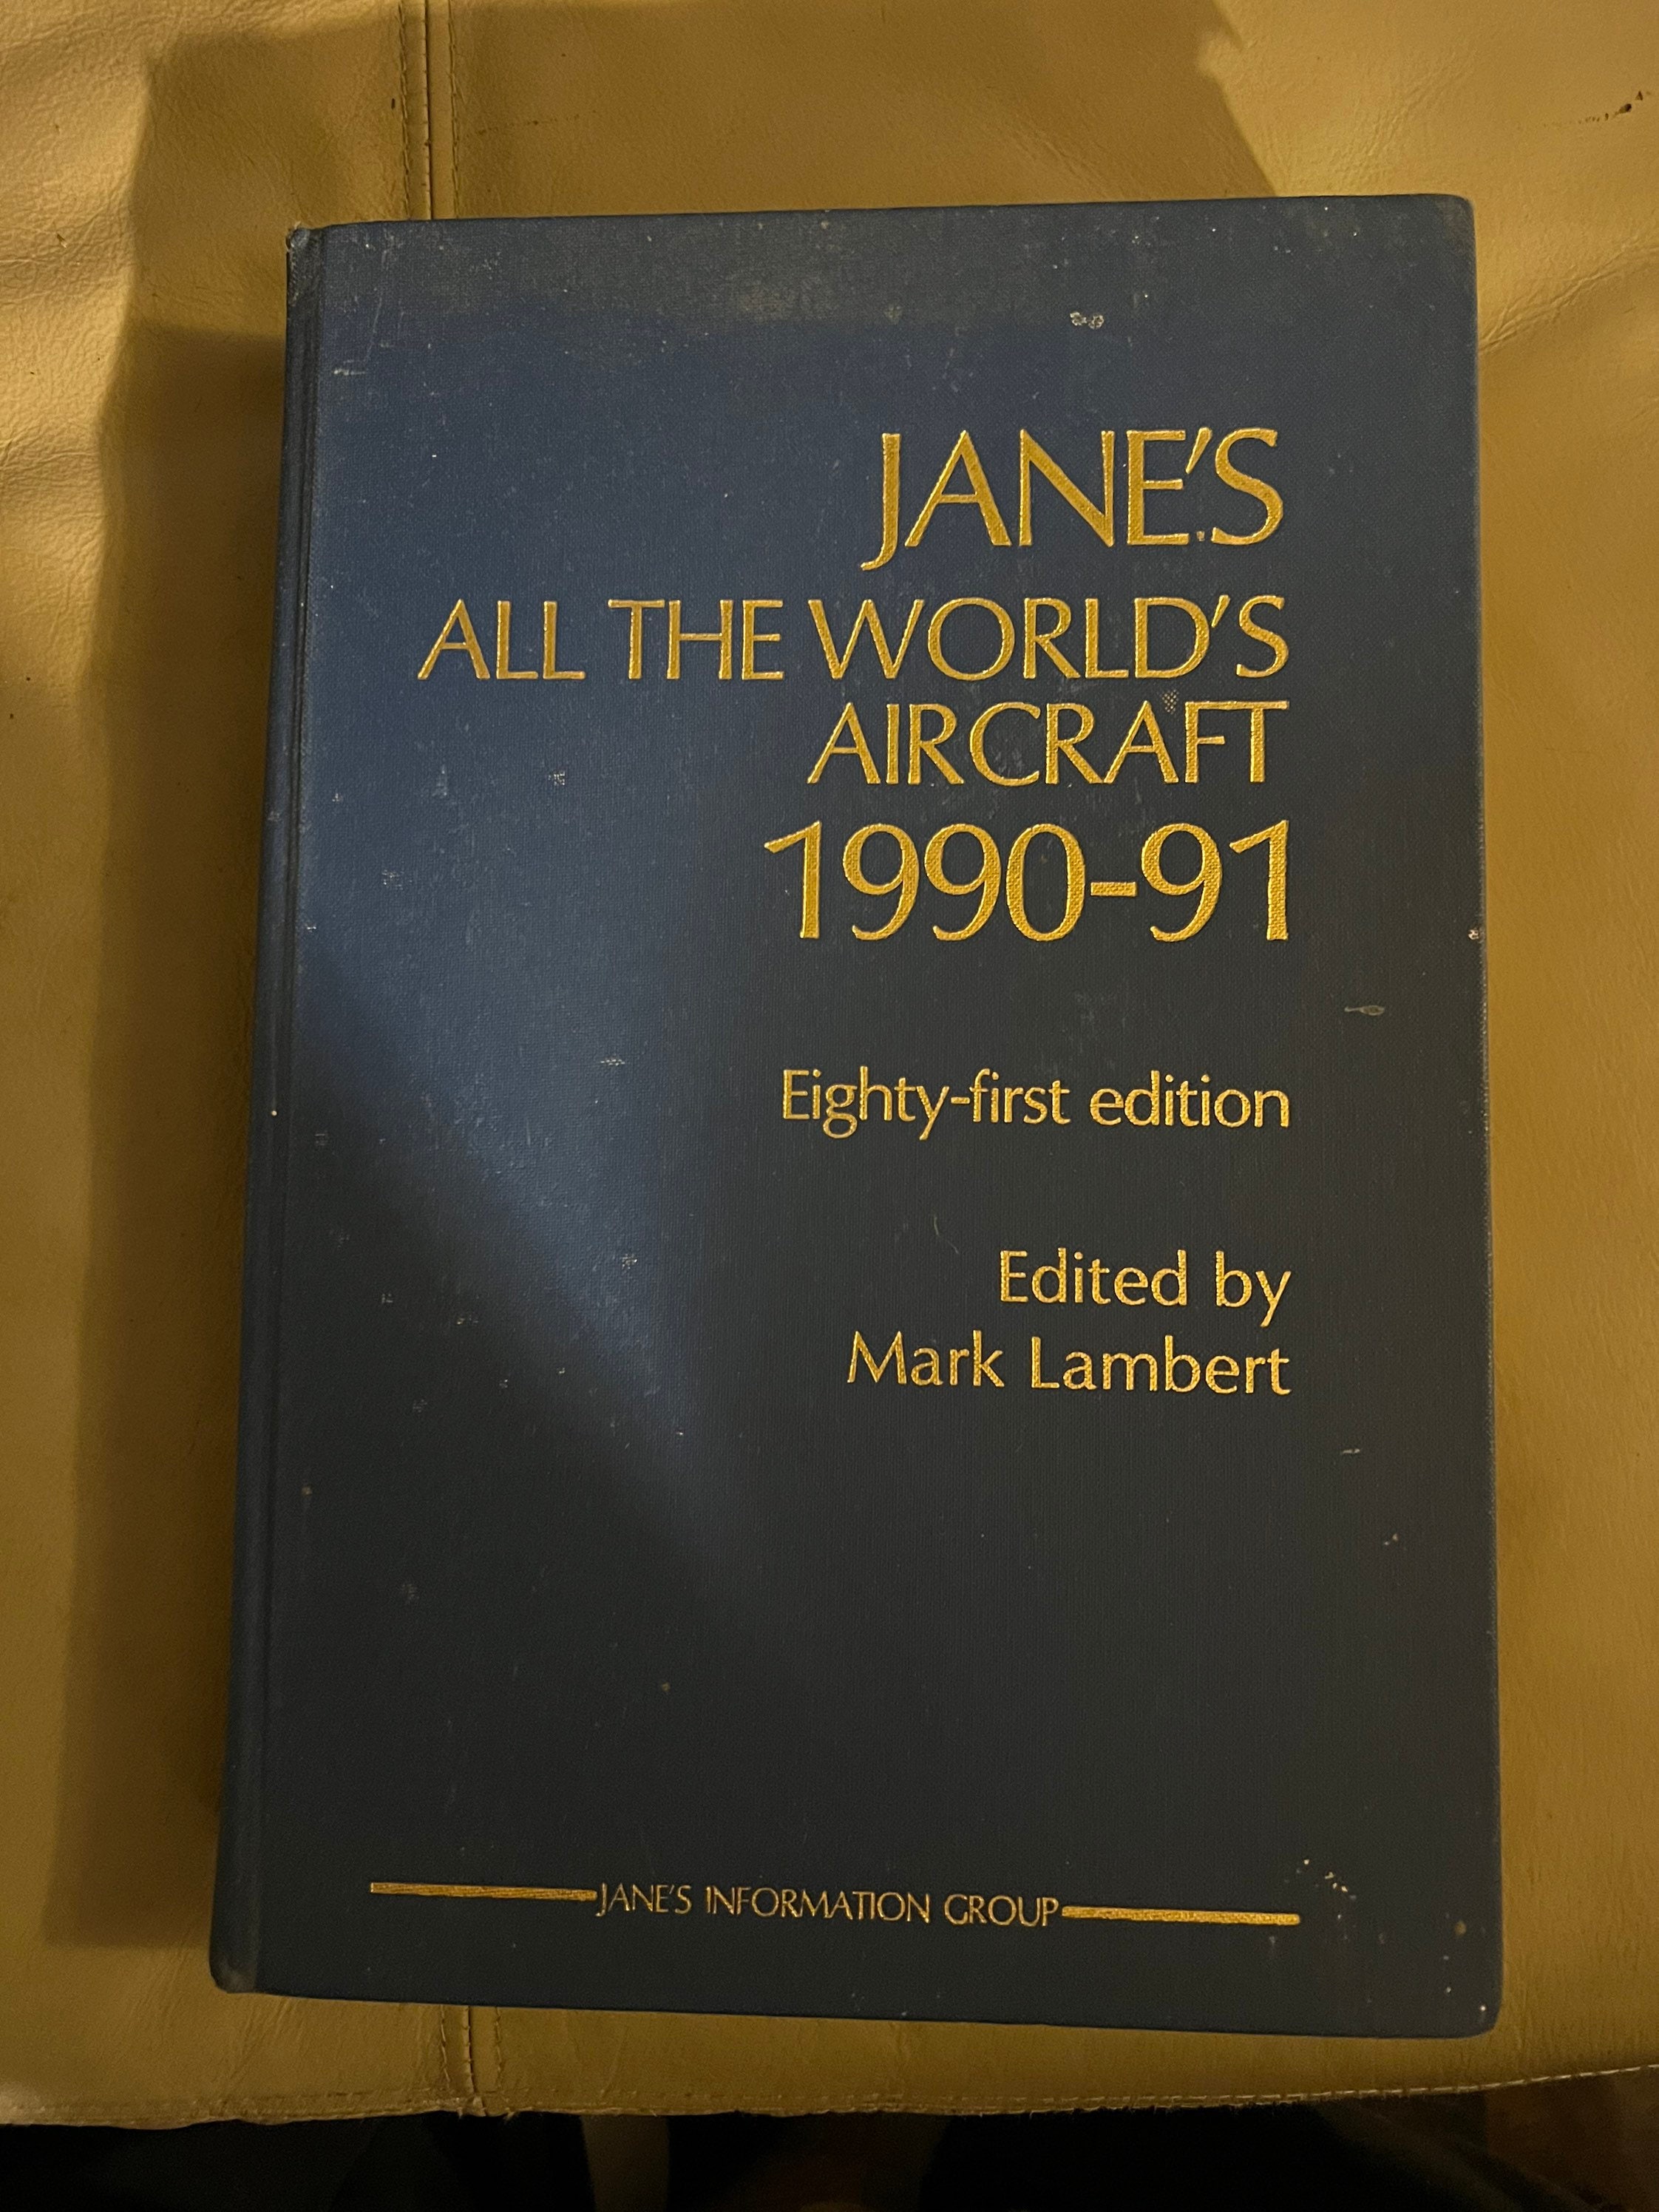 JANE'S
ALL THE WORLD'S
AIRCRAFT
1990-91
Eighty-first edition
Edited by
Mark Lambert
JANE'S INFORMATION GROUP